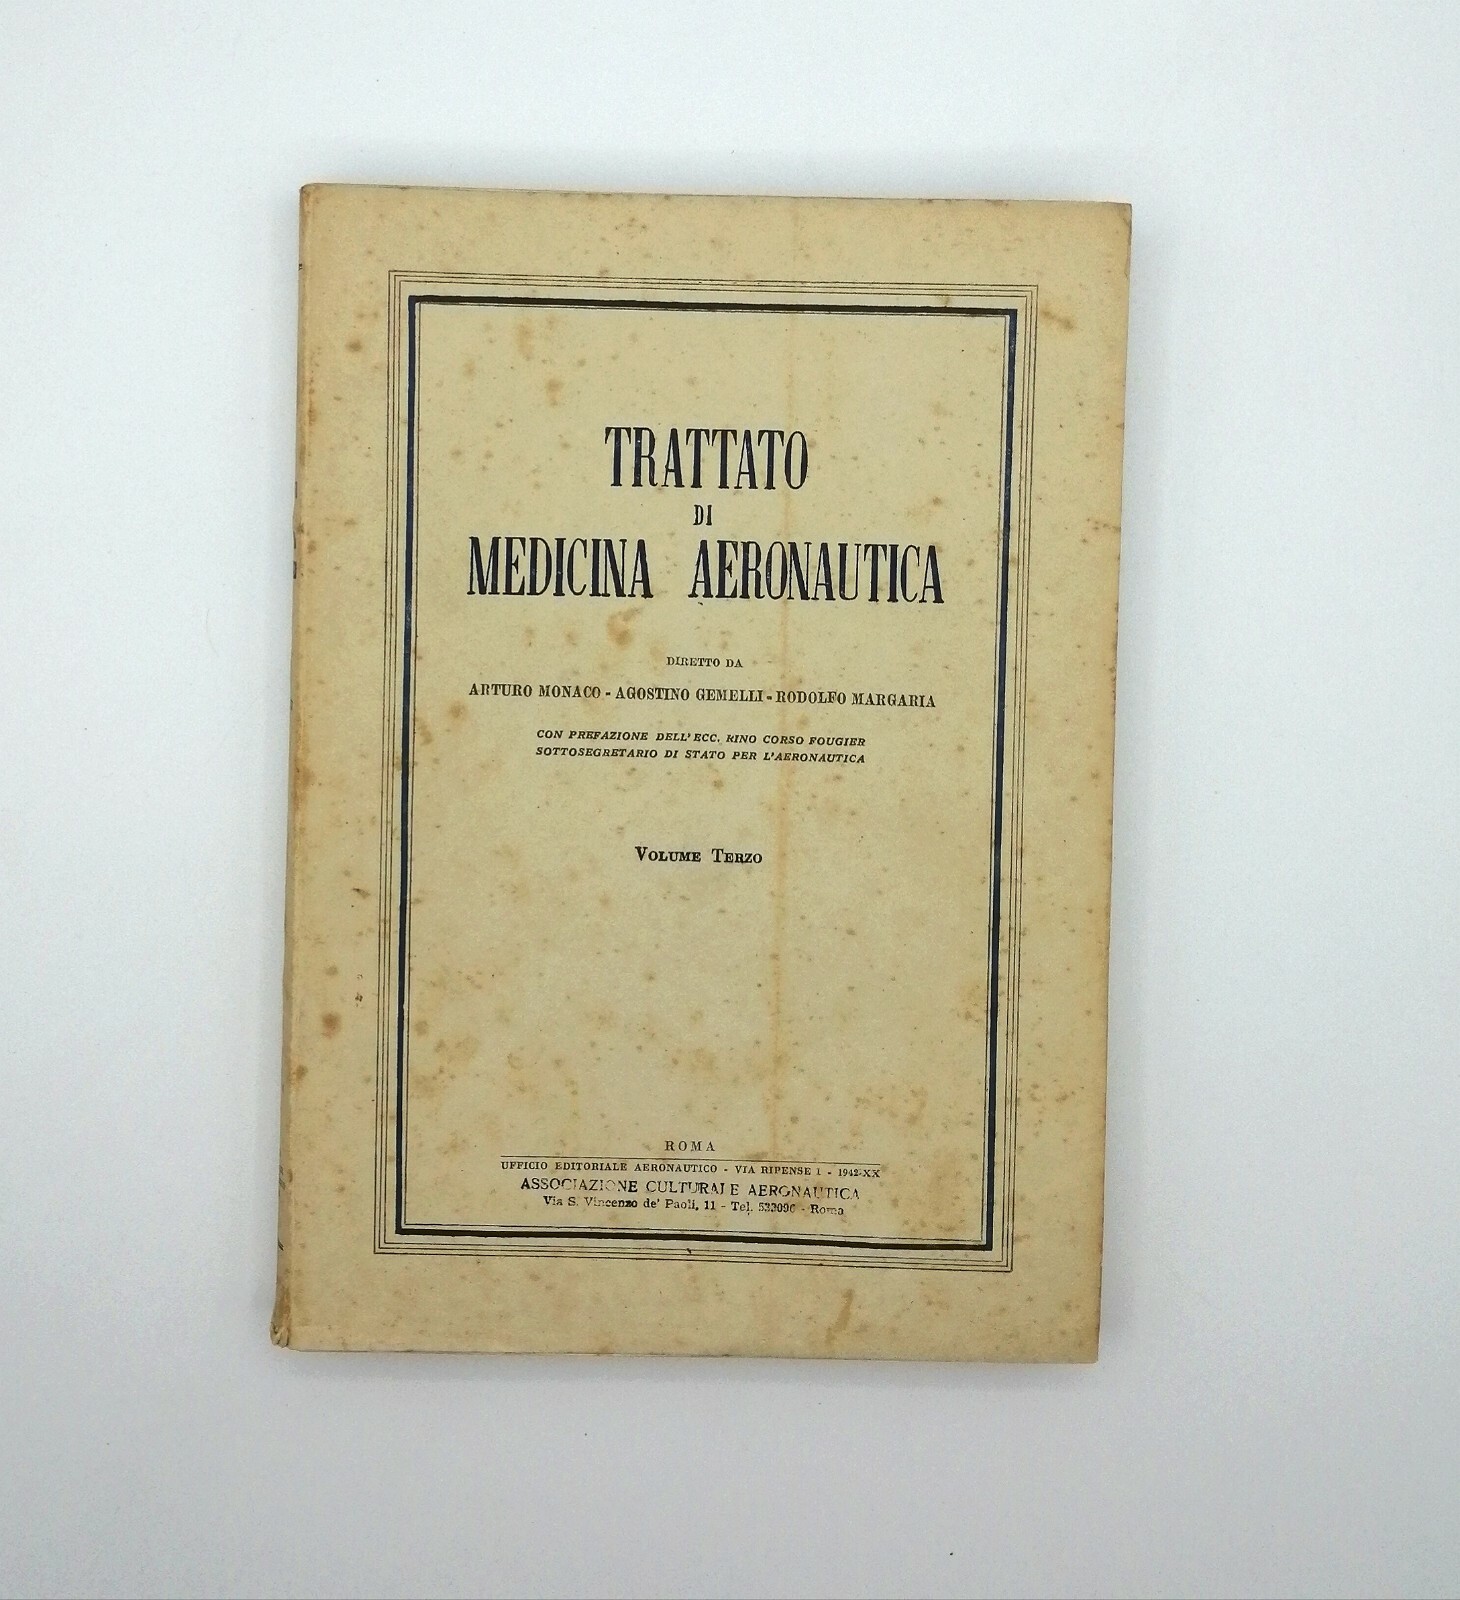 TRATTATO
DI
MEDICINA AERONAUTICA
DIRETTO DA
ARTURO MONACO - AGOSTINO GEMELLI - RODOLFO MARGARIA
CON PREFAZIONE DELL' ECC. RINO CORSO FOUGIER
SOTTOSEGRETARIO DI STATO PER L'AERONAUTICA
VOLUME TERZO
ROMA
UFFICIO EDITORIALE AERONAUTICO - VIA RIPENSE 1 - 1942-XX
ASSOCIAZIONE CULTURALE AERONAUTICA
Via S. Vincenzo de' Paoli, 11 - Tel. 533096 - Roma